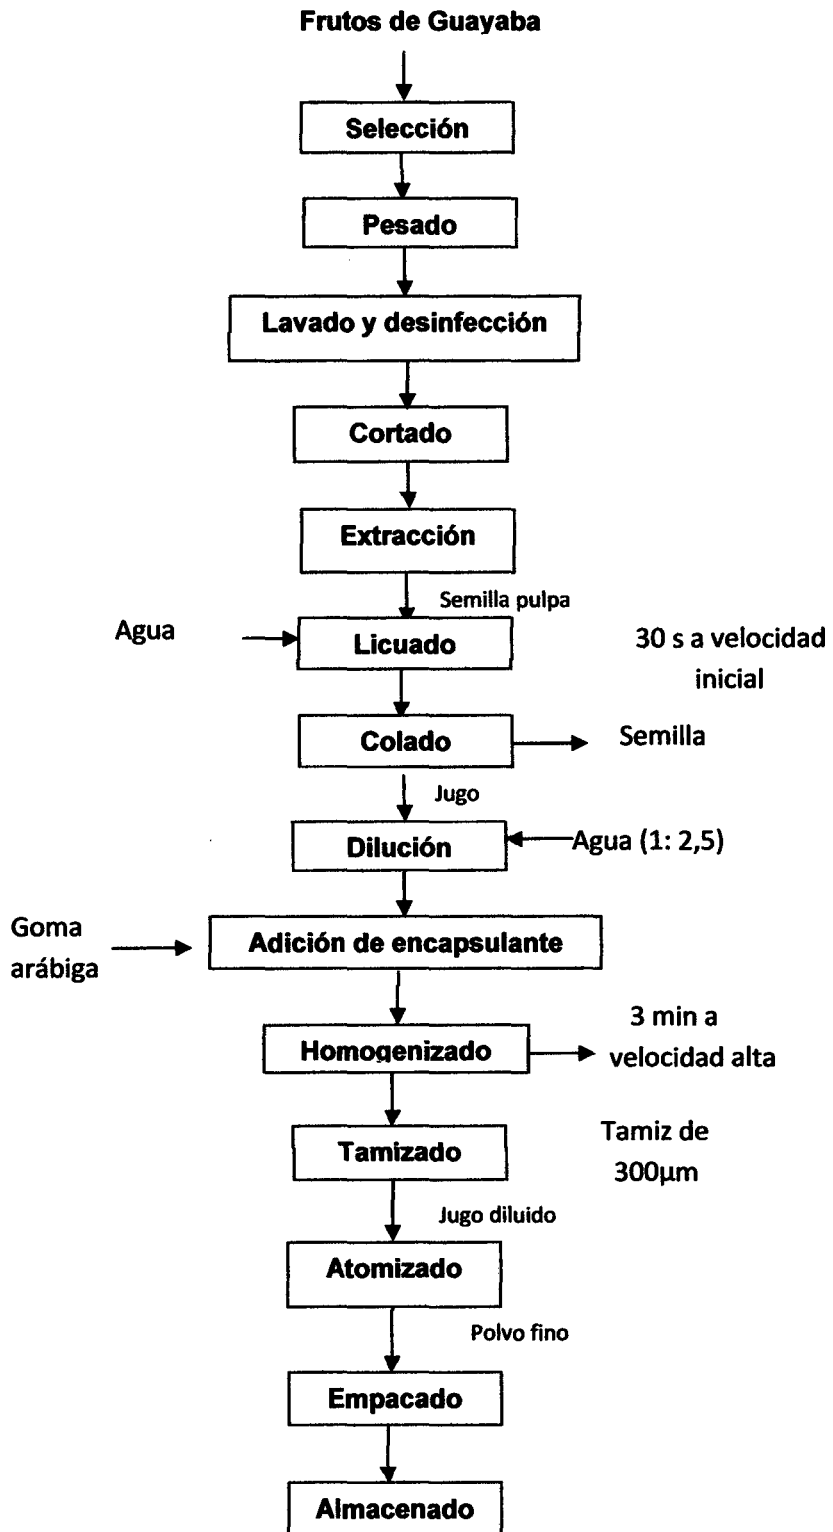 Frutos de Guayaba
Selección
Pesado
Lavado y desinfección
Cortado
Extracción
Semilla pulpa
Agua
Licuado
30 s a velocidad
inicial
Colado
Semilla
Jugo
Dilución
Agua (1: 2,5)
Goma
arábiga
Adición de encapsulante
Homogenizado
3 min a
velocidad alta
Tamizado
Tamiz de
300µm
Jugo diluido
Atomizado
Polvo fino
Empacado
Almacenado